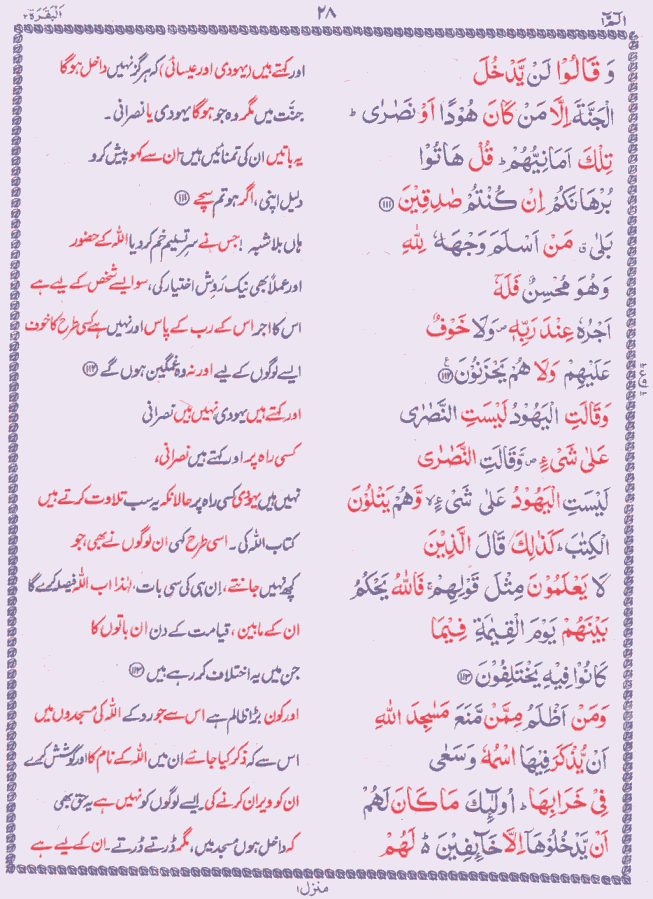 الٓمّٓ ١
٢٨
اَلْبَقَرَة ٢
وَ قَالُوْا لَنْ يَّدْخُلَ
اور کہتے ہیں (یہودی اور عیسائی) کہ ہرگز نہیں داخل ہوگا
الْجَنَّةَ اِلَّا مَنْ كَانَ هُوْدًا اَوْ نَصٰرٰى ؕ
جنّت میں مگر وہ جو ہوگا یہودی یا نصرانی ۔
تِلْكَ اَمَانِيُّهُمْ ؕ قُلْ هَاتُوْا
یہ باتیں ان کی تمنائیں ہیں ان سے کہو پیش کرو
بُرْهَانَكُمْ اِنْ كُنْتُمْ صٰدِقِيْنَ ﴿١١١﴾
دلیل اپنی، اگر ہو تم سچے ﴿١١١﴾
بَلٰى ۗ مَنْ اَسْلَمَ وَجْهَهٗ لِلّٰهِ
ہاں بلاشبہ! جس نے سرِ تسلیم خم کر دیا اللہ کے حضور
وَهُوَ مُحْسِنٌ فَلَهٗۤ
اور عملاً بھی نیک رَوِش اختیار کی، سو ایسے شخص کے لیے ہے
اَجْرُهٗ عِنْدَ رَبِّهٖ ۪ وَلَا خَوْفٌ
اس کا اجر اس کے رب کے پاس اور نہیں ہے کسی طرح کا خوف
عَلَيْهِمْ وَلَا هُمْ يَحْزَنُوْنَ ﴿١١٢﴾
ایسے لوگوں کے لیے اور نہ وہ غمگین ہوں گے ﴿١١٢﴾
وَقَالَتِ الْيَهُوْدُ لَيْسَتِ النَّصٰرٰى
اور کہتے ہیں یہودی نہیں ہیں نصرانی
عَلٰى شَىْءٍ ۪ وَّقَالَتِ النَّصٰرٰى
کسی راہ پر اور کہتے ہیں نصرانی،
لَيْسَتِ الْيَهُوْدُ عَلٰى شَىْءٍ ۙ وَّهُمْ يَتْلُوْنَ
نہیں ہیں یہودی کسی راہ پر حالانکہ یہ سب تلاوت کرتے ہیں
الْكِتٰبَ ؕ كَذٰلِكَ قَالَ الَّذِيْنَ
کتاب اللہ کی ۔ اسی طرح کہی ان لوگوں نے بھی، جو
لَا يَعْلَمُوْنَ مِثْلَ قَوْلِهِمْ ۚ فَاللّٰهُ يَحْكُمُ
کچھ نہیں جانتے، اِن ہی کی سی بات، لہٰذا اب اللہ فیصلہ کرے گا
بَيْنَهُمْ يَوْمَ الْقِيٰمَةِ فِيْمَا
ان کے مابین ، قیامت کے دن ان باتوں کا
كَانُوْا فِيْهِ يَخْتَلِفُوْنَ ﴿١١٣﴾
جن میں یہ اختلاف کر رہے ہیں ﴿١١٣﴾
وَمَنْ اَظْلَمُ مِمَّنْ مَّنَعَ مَسٰجِدَ اللّٰهِ
اور کون بڑا ظالم ہے اس سے جو روکے اللہ کی مسجدوں میں
اَنْ يُّذْكَرَ فِيْهَا اسْمُهٗ وَسَعٰى
اس سے کہ ذکر کیا جائے ان میں اللہ کے نام کا اور کوشش کرے
فِىْ خَرَابِهَا ؕ اُولٰٓئِكَ مَا كَانَ لَهُمْ
ان کو ویران کرنے کی۔ ایسے لوگوں کو نہیں ہے یہ حق بھی
اَنْ يَّدْخُلُوْهَاۤ اِلَّا خَآئِفِيْنَ ؕ لَهُمْ
کہ داخل ہوں مسجد میں، مگر ڈرتے ڈرتے ۔ ان کے لیے ہے
منزل ١